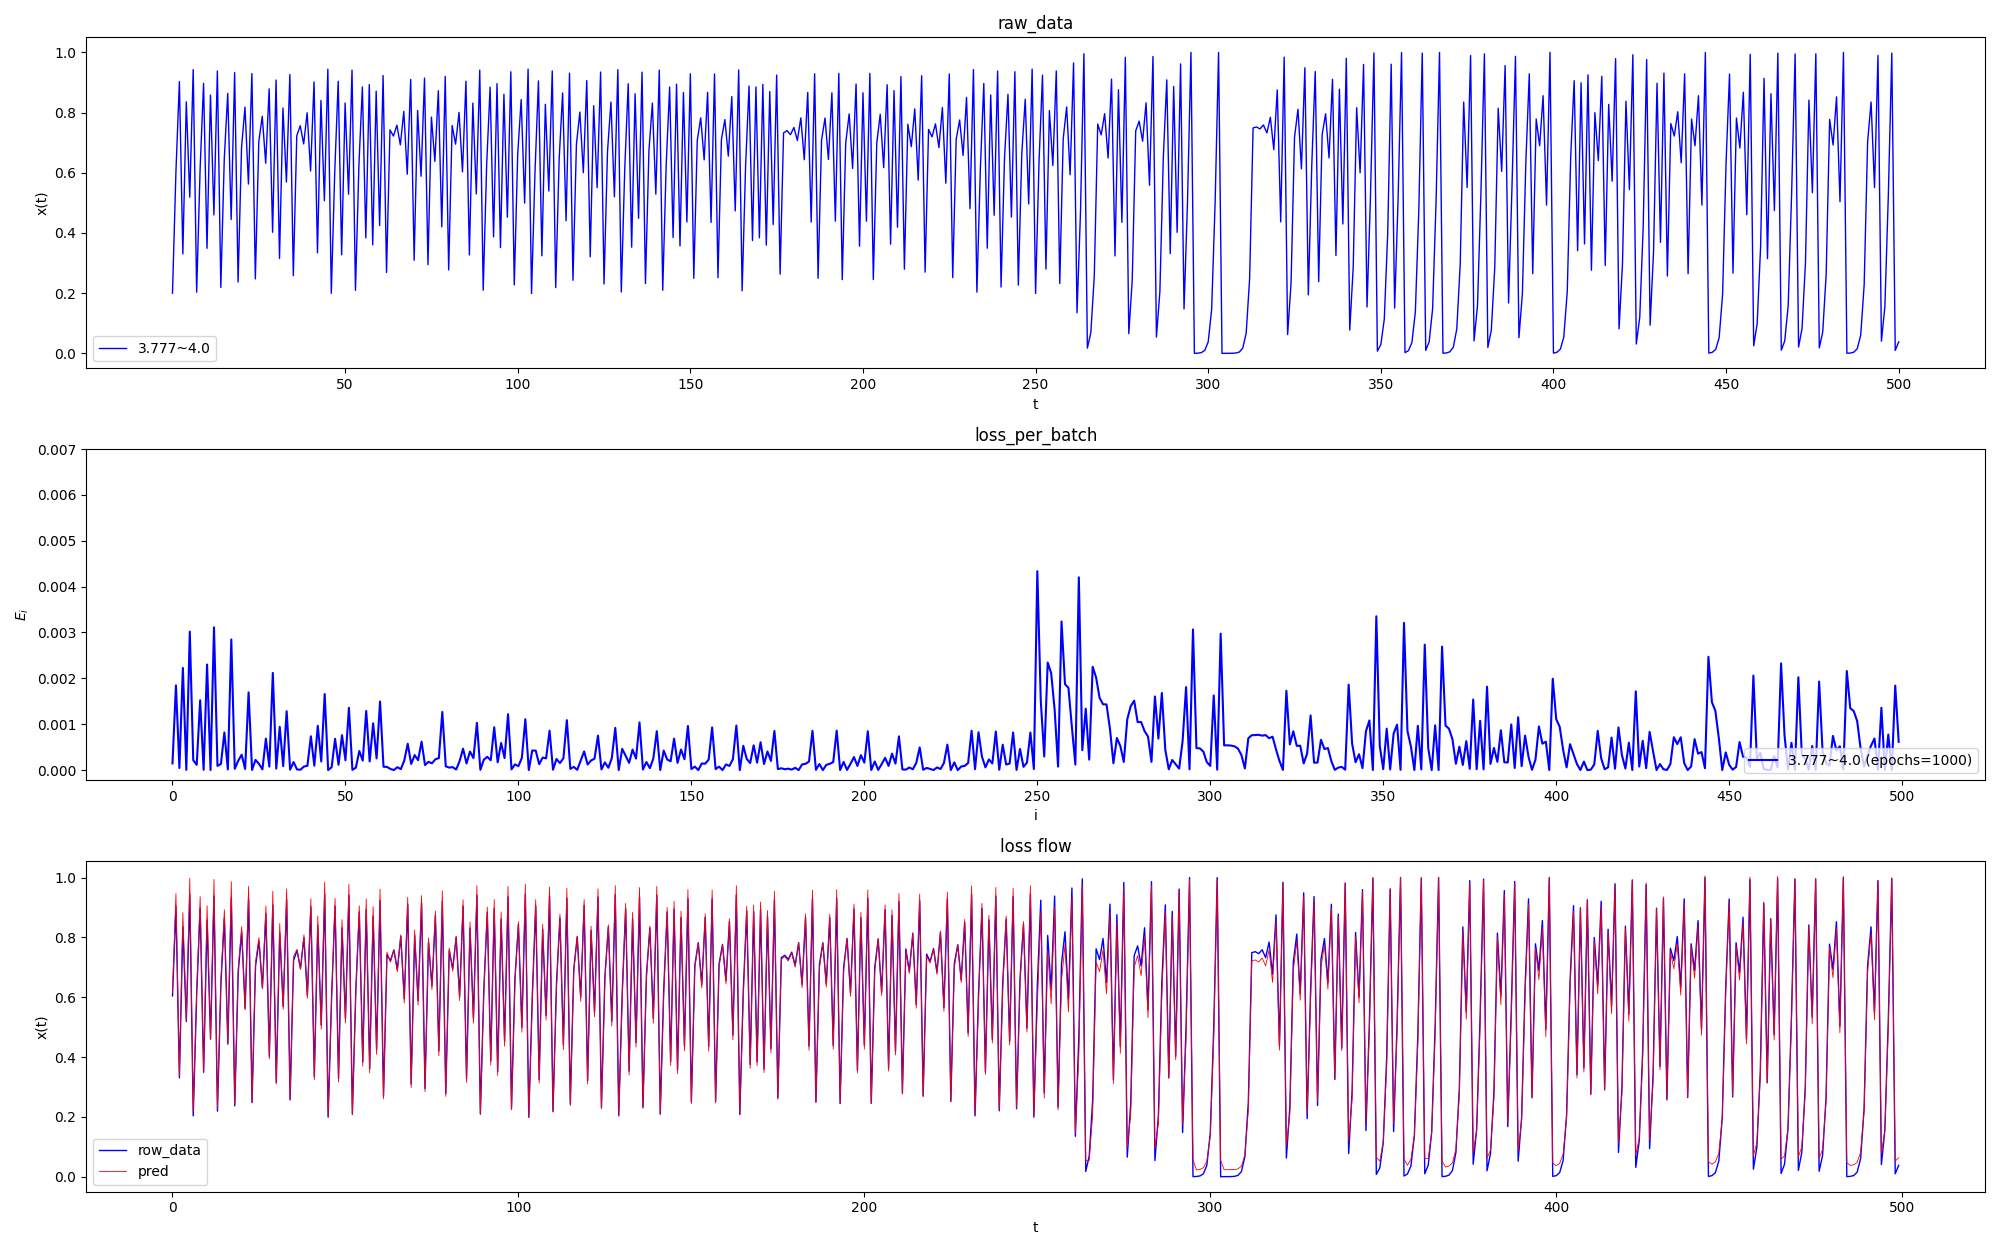 raw_data
1.0
0.8
0.6
0.4
0.2
0.0
x(t)
3.777~4.0
50 100 150 200 250 300 350 400 450 500
t
loss_per_batch
0.007
0.006
0.005
0.004
0.003
0.002
0.001
0.000
E_i
3.777~4.0 (epochs=1000)
0 50 100 150 200 250 300 350 400 450 500
i
loss flow
1.0
0.8
0.6
0.4
0.2
0.0
x(t)
row_data
pred
0 100 200 300 400 500
t